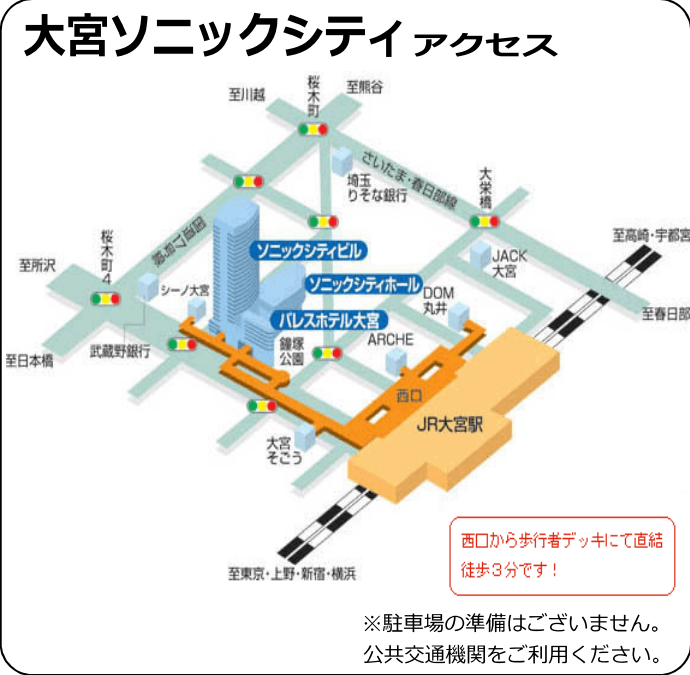 大宮ソニックシティ アクセス
至川越
桜木町
至熊谷
さいたま・春日部線
埼玉
りそな銀行
大栄橋
国道17号線
ソニックシティビル
至高崎・宇都宮
桜木町4
至所沢
JACK
大宮
シーノ大宮
ソニックシティホール
DOM
丸井
至春日部
パレスホテル大宮
武蔵野銀行
鐘塚
公園
ARCHE
至日本橋
西口
JR大宮駅
大宮
そごう
西口から歩行者デッキにて直結
徒歩3分です!
至東京・上野・新宿・横浜
※駐車場の準備はございません。
公共交通機関をご利用ください。